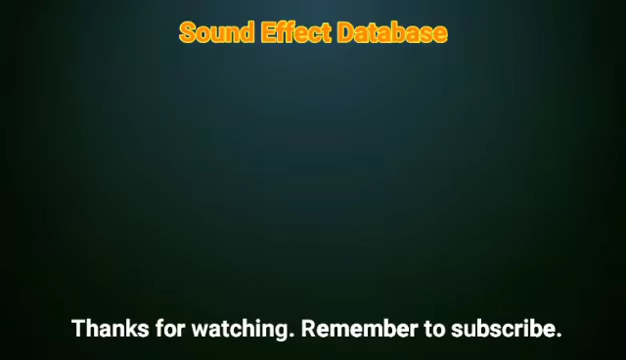 Sound Effect Database
Thanks for watching. Remember to subscribe.